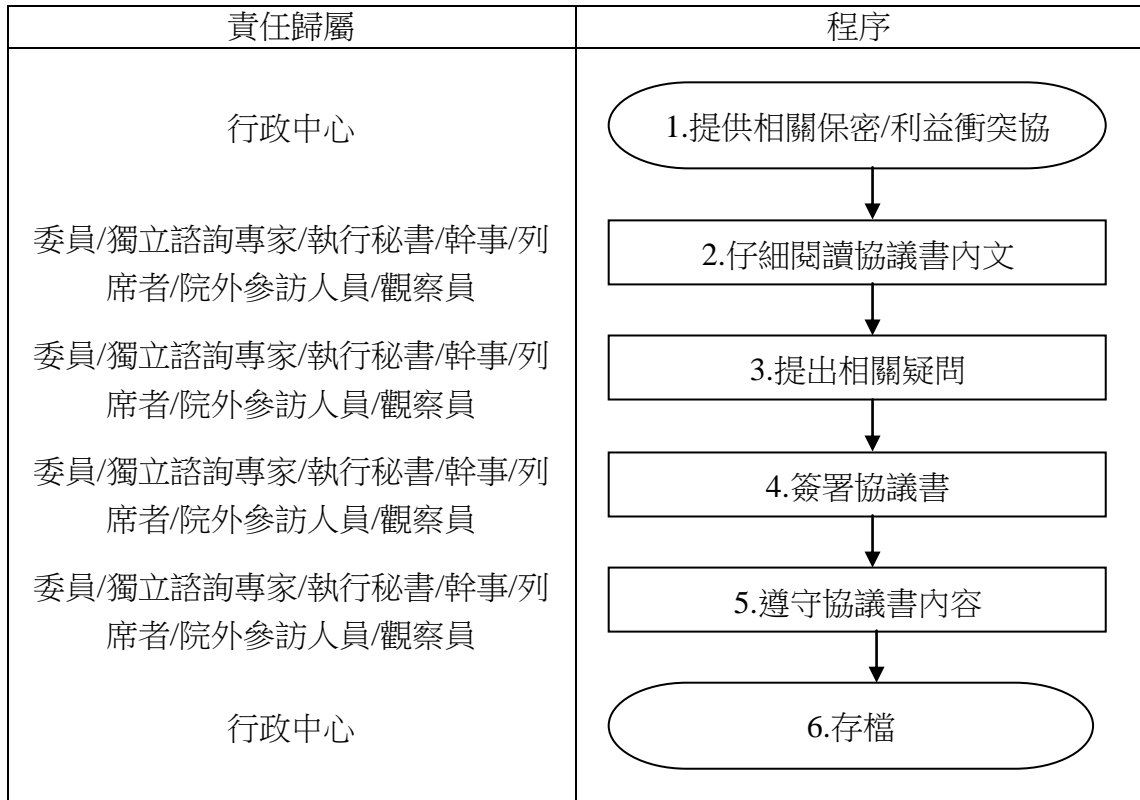 責任歸屬
程序
行政中心
1.提供相關保密/利益衝突協
委員/獨立諮詢專家/執行秘書/幹事/列
席者/院外參訪人員/觀察員
2.仔細閱讀協議書內文
委員/獨立諮詢專家/執行秘書/幹事/列
席者/院外參訪人員/觀察員
3.提出相關疑問
委員/獨立諮詢專家/執行秘書/幹事/列
席者/院外參訪人員/觀察員
4.簽署協議書
委員/獨立諮詢專家/執行秘書/幹事/列
席者/院外參訪人員/觀察員
5.遵守協議書內容
行政中心
6.存檔